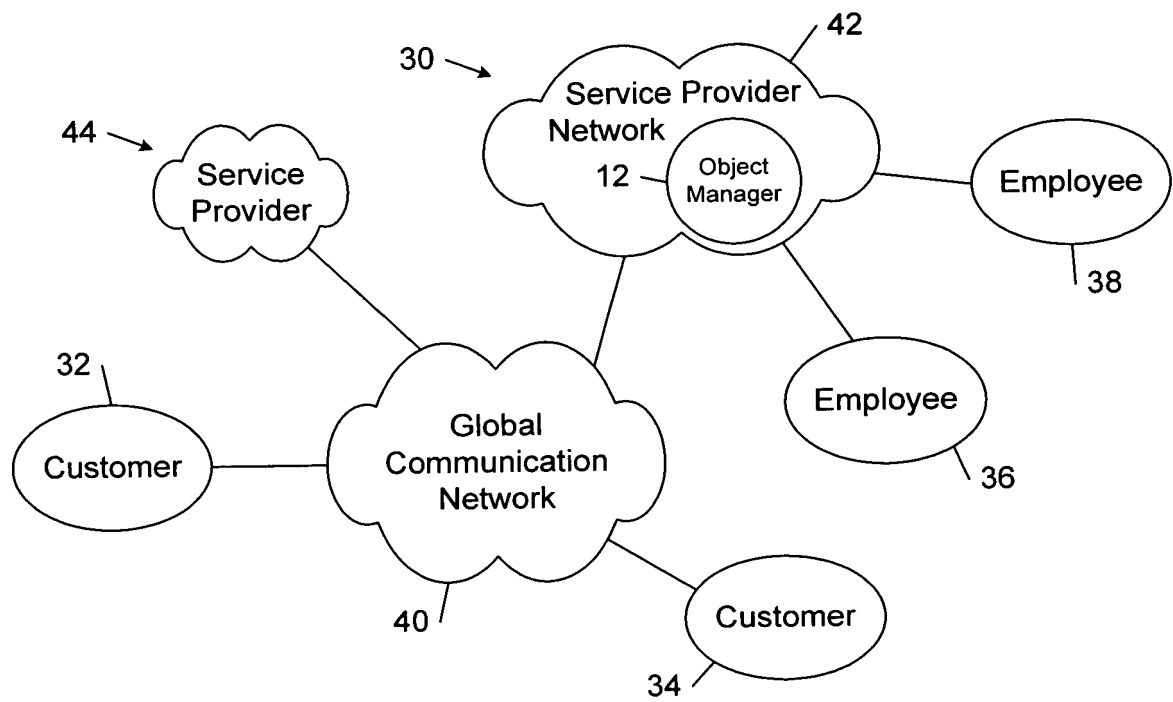 42
30
Service Provider
Network
44
Service
Provider
12
Object
Manager
Employee
38
32
Employee
36
Global
Communication
Network
Customer
40
Customer
34